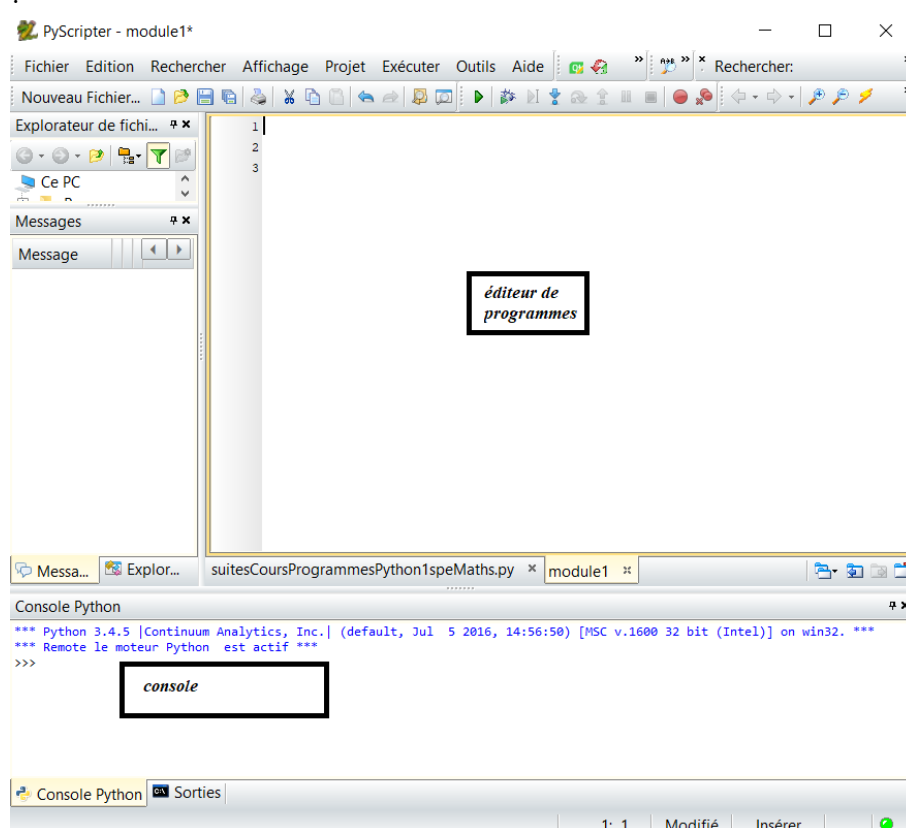 PyScripter - module1*
Fichier Edition Rechercher Affichage Projet Exécuter Outils Aide Rechercher:
Nouveau Fichier...
Explorateur de fichi...
1
2
3
Ce PC
Messages
Message
éditeur de
programmes
Messa... Explor... suitesCoursProgrammesPython1speMaths.py module1
Console Python
*** Python 3.4.5 |Continuum Analytics, Inc.| (default, Jul 5 2016, 14:56:50) [MSC v.1600 32 bit (Intel)] on win32. ***
*** Remote le moteur Python est actif ***
>>>
console
Console Python Sorties
1: 1 Modifié Insérer